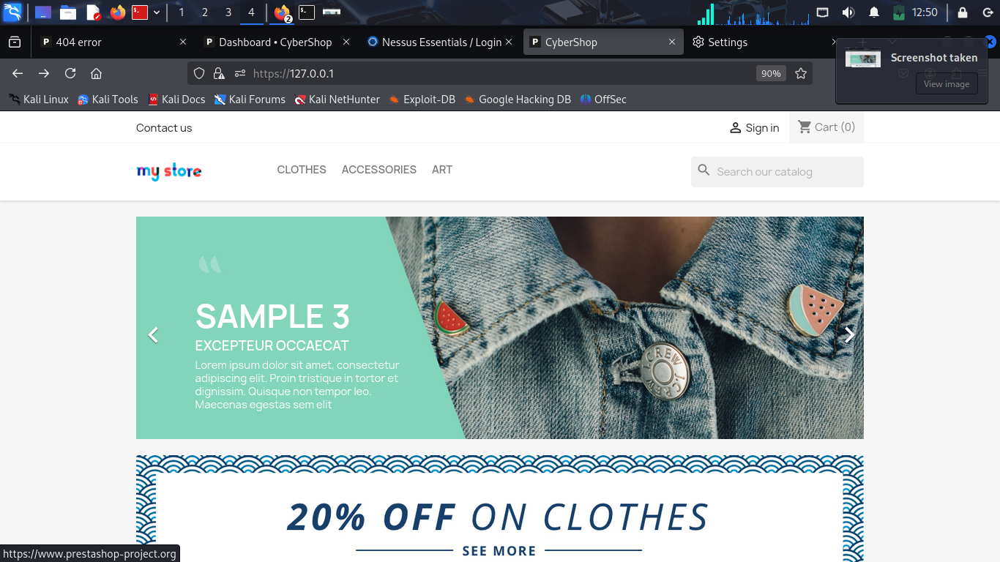 1 2 3 4 2 12:50
404 error Dashboard • CyberShop Nessus Essentials / Login CyberShop Settings
Screenshot taken
View image
https://127.0.0.1 90%
Kali Linux Kali Tools Kali Docs Kali Forums Kali NetHunter Exploit-DB Google Hacking DB OffSec
Contact us Sign in Cart (0)
my store CLOTHES ACCESSORIES ART Search our catalog
SAMPLE 3
EXCEPTEUR OCCAECAT
Lorem ipsum dolor sit amet, consectetur
adipiscing elit. Proin tristique in tortor et
dignissim. Quisque non tempor leo.
Maecenas egestas sem elit
J.CREW J.CREW
20% OFF ON CLOTHES
SEE MORE
https://www.prestashop-project.org